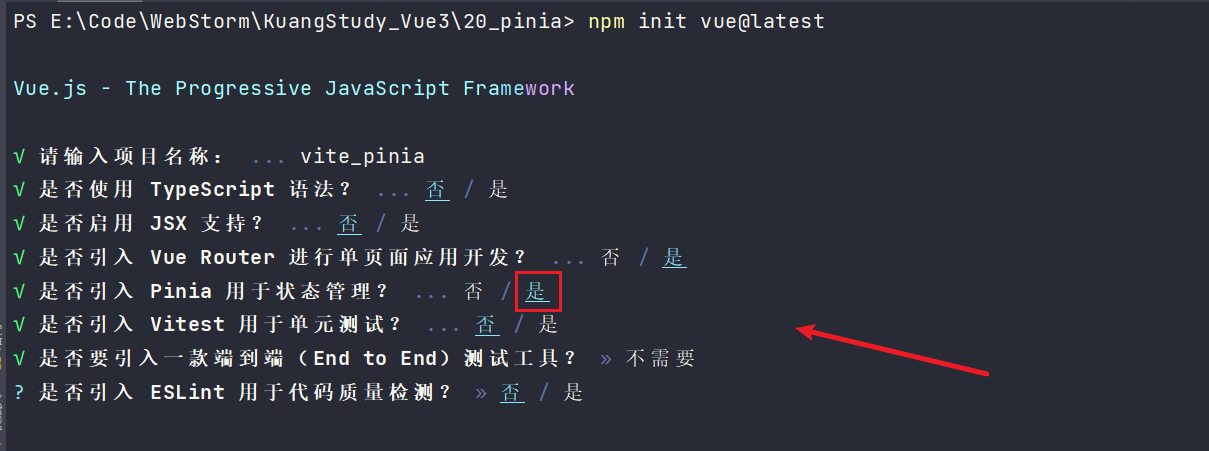 PS E:\Code\WebStorm\KuangStudy_Vue3\20_pinia> npm init vue@latest
Vue.js - The Progressive JavaScript Framework
√ 请输入项目名称： ... vite_pinia
√ 是否使用 TypeScript 语法？ ... 否 / 是
√ 是否启用 JSX 支持？ ... 否 / 是
√ 是否引入 Vue Router 进行单页面应用开发？ ... 否 / 是
√ 是否引入 Pinia 用于状态管理？ ... 否 / 是
√ 是否引入 Vitest 用于单元测试？ ... 否 / 是
√ 是否要引入一款端到端（End to End）测试工具？ » 不需要
? 是否引入 ESLint 用于代码质量检测？ » 否 / 是